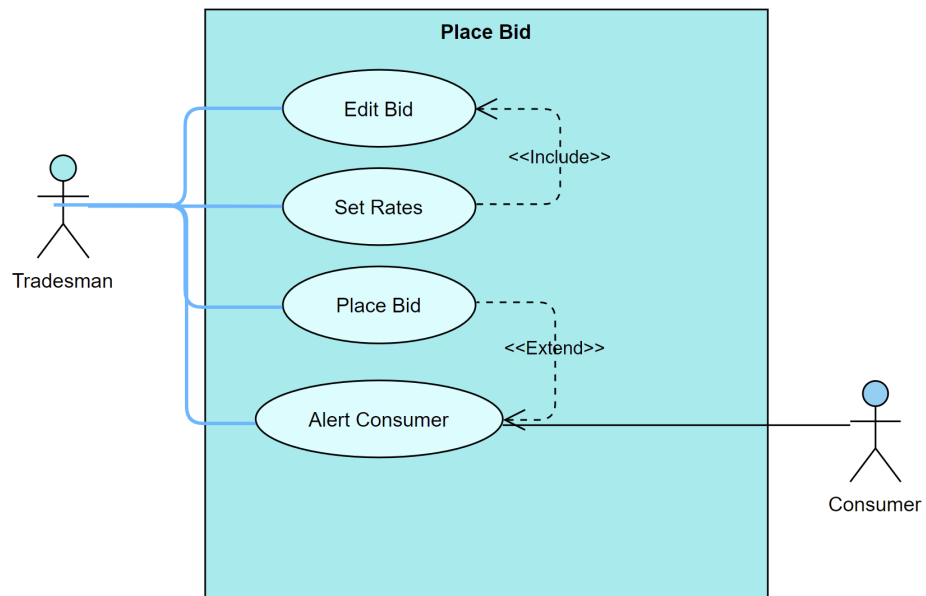 Place Bid
Edit Bid
<<Include>>
Set Rates
Tradesman
Place Bid
<<Extend>>
Alert Consumer
Consumer